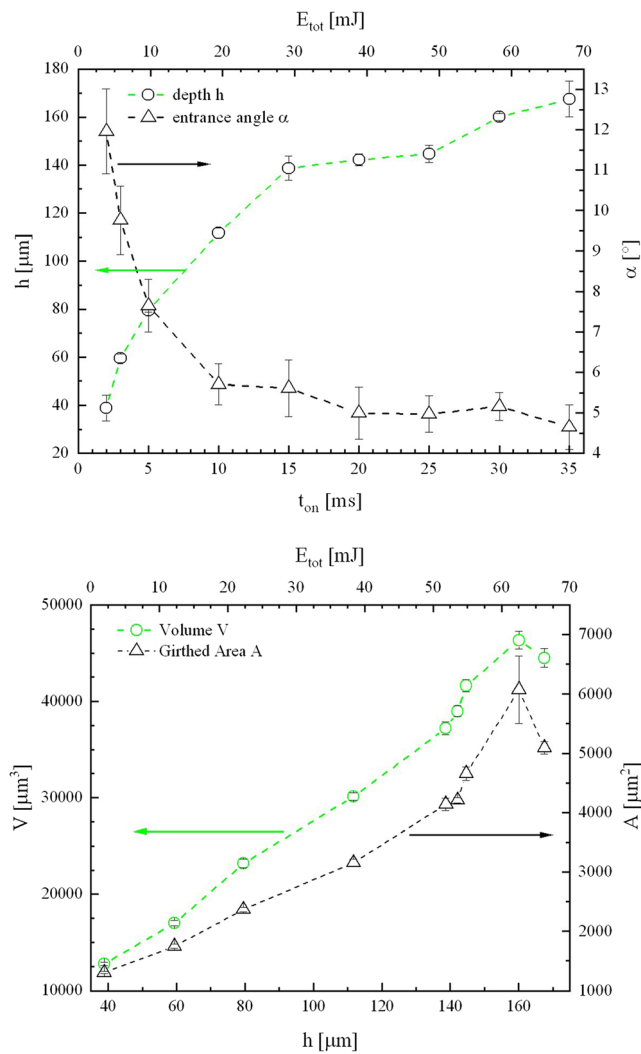 E_tot [mJ]
0 10 20 30 40 50 60 70
depth h
entrance angle α
180
160
140
120
100
80
60
40
20
h [µm]
13
12
11
10
9
8
7
6
5
4
α [°]
0 5 10 15 20 25 30 35
t_on [ms]
E_tot [mJ]
0 10 20 30 40 50 60 70
Volume V
Girthed Area A
50000
40000
30000
20000
10000
V [µm³]
7000
6000
5000
4000
3000
2000
1000
A [µm²]
40 60 80 100 120 140 160
h [µm]